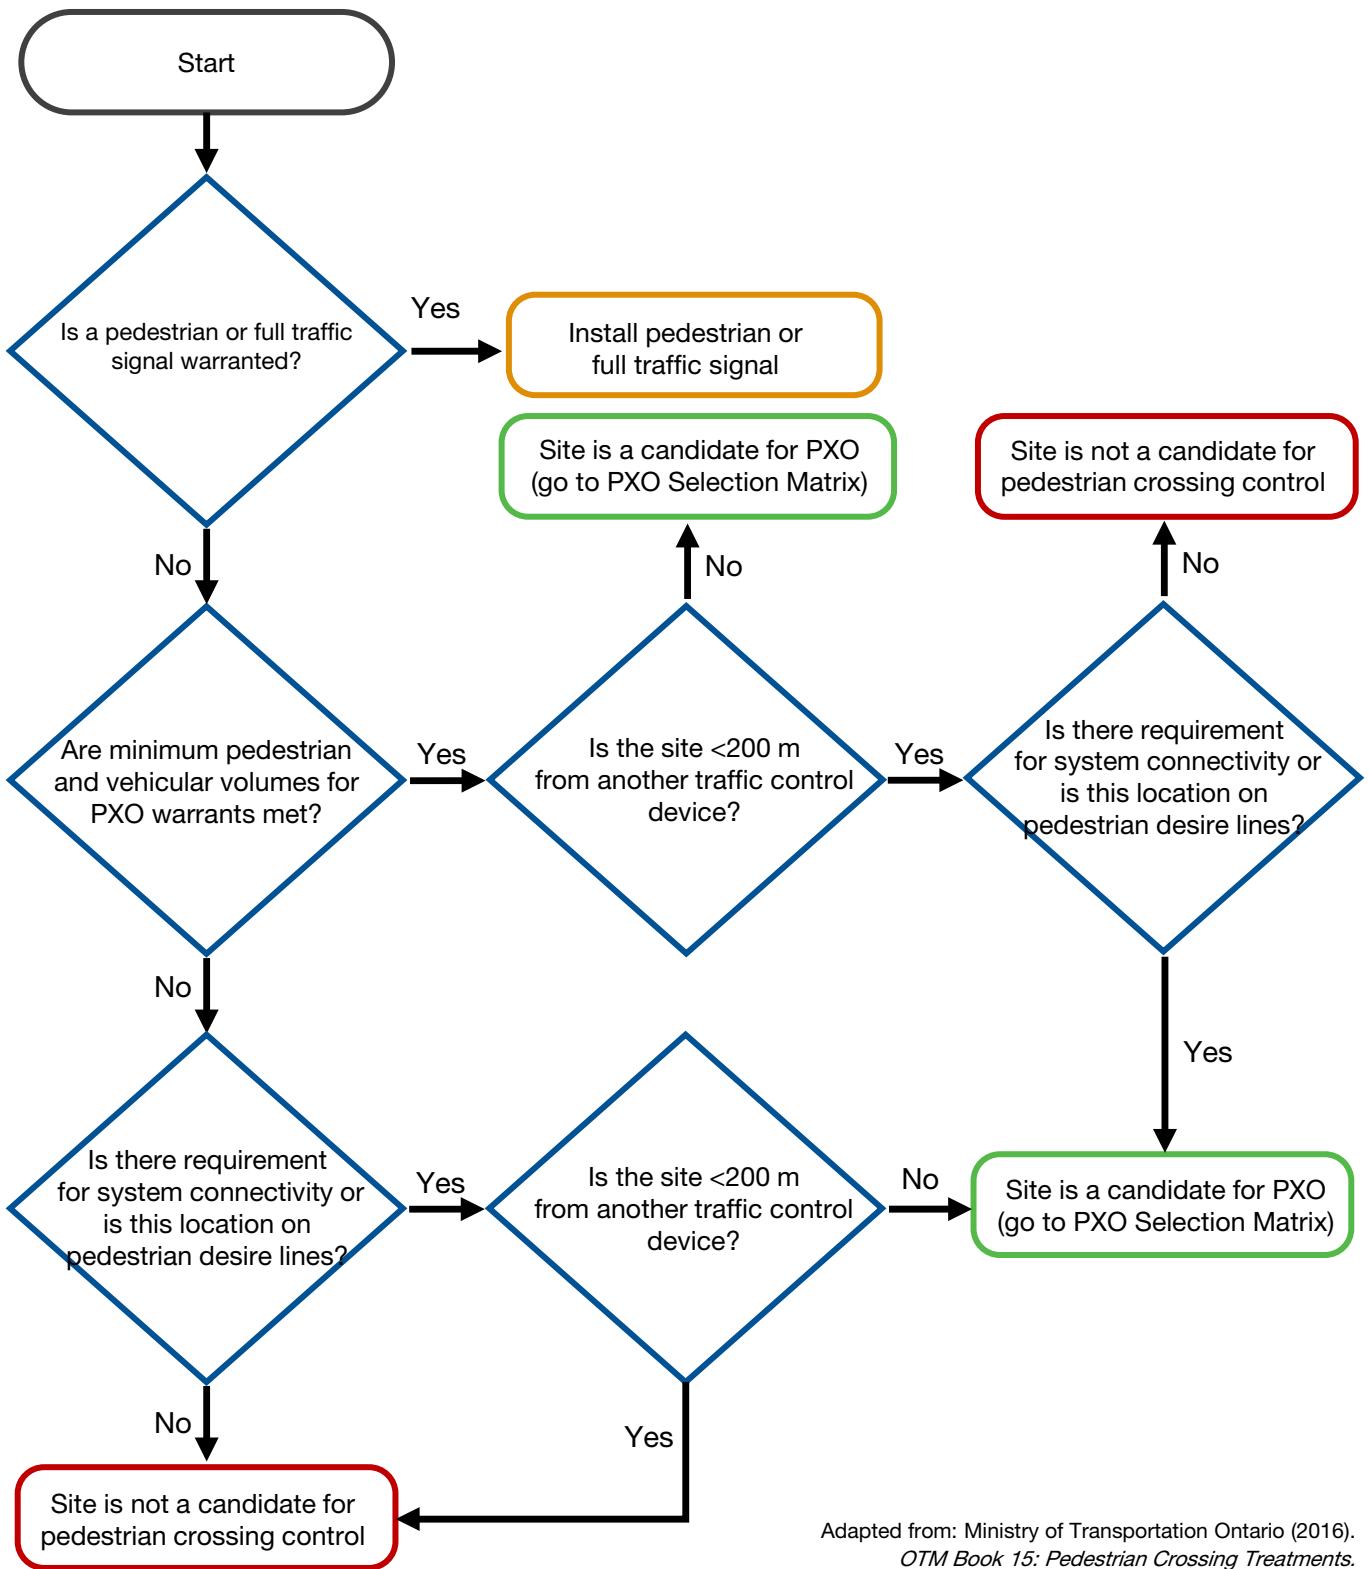 Start
Is a pedestrian or full traffic
signal warranted?
Yes
Install pedestrian or
full traffic signal
No
Site is a candidate for PXO
(go to PXO Selection Matrix)
Site is not a candidate for
pedestrian crossing control
No
No
Are minimum pedestrian
and vehicular volumes for
PXO warrants met?
Yes
Is the site <200 m
from another traffic control
device?
Yes
Is there requirement
for system connectivity or
is this location on
pedestrian desire lines?
No
Yes
Is there requirement
for system connectivity or
is this location on
pedestrian desire lines?
Yes
Is the site <200 m
from another traffic control
device?
No
Site is a candidate for PXO
(go to PXO Selection Matrix)
No
Yes
Site is not a candidate for
pedestrian crossing control
Adapted from: Ministry of Transportation Ontario (2016).
OTM Book 15: Pedestrian Crossing Treatments.